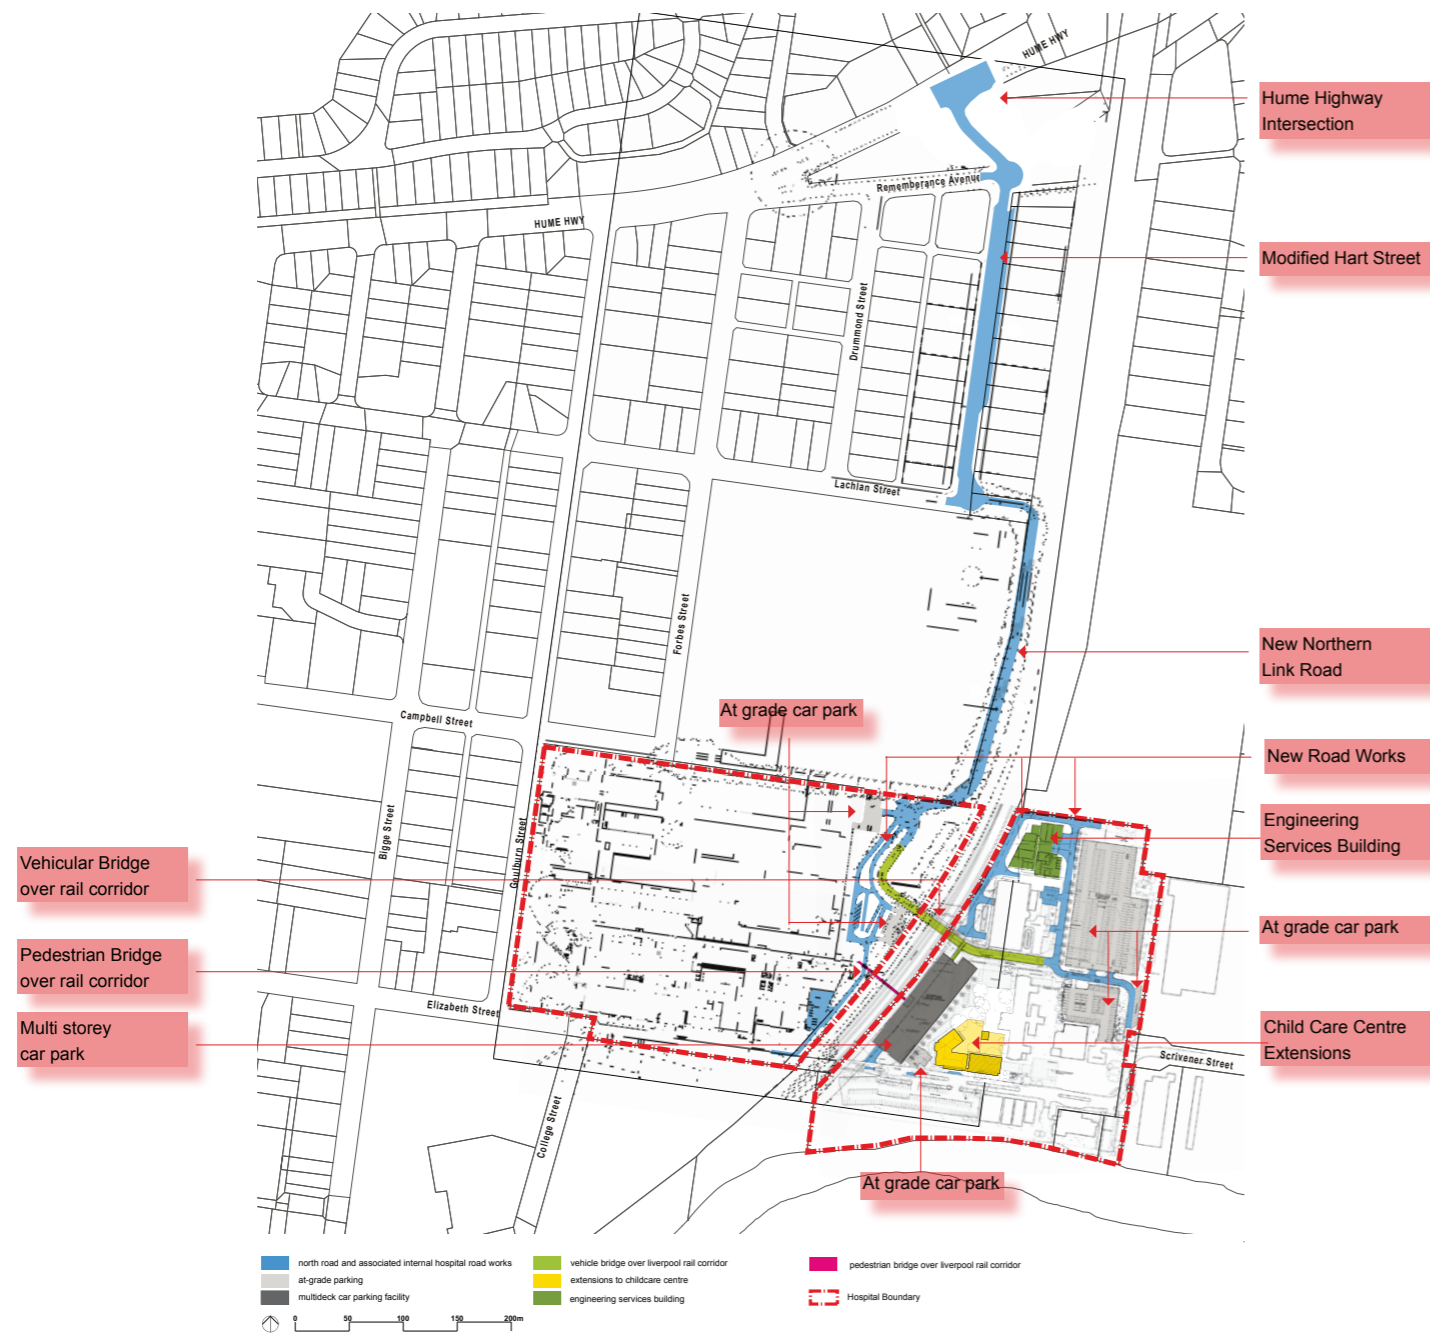 HUME HWY
Hume Highway
Intersection
Rememberance Avenue
HUME HWY
Modified Hart Street
Drummond Street
Lachlan Street
Forbes Street
New Northern
Link Road
At grade car park
Campbell Street
New Road Works
Bigge Street
Goulburn Street
Engineering
Services Building
Vehicular Bridge
over rail corridor
At grade car park
Pedestrian Bridge
over rail corridor
Elizabeth Street
Multi storey
car park
Child Care Centre
Extensions
Scrivener Street
College Street
At grade car park
north road and associated internal hospital road works
at-grade parking
multideck car parking facility
vehicle bridge over liverpool rail corridor
extensions to childcare centre
engineering services building
pedestrian bridge over liverpool rail corridor
Hospital Boundary
0 50 100 150 200m